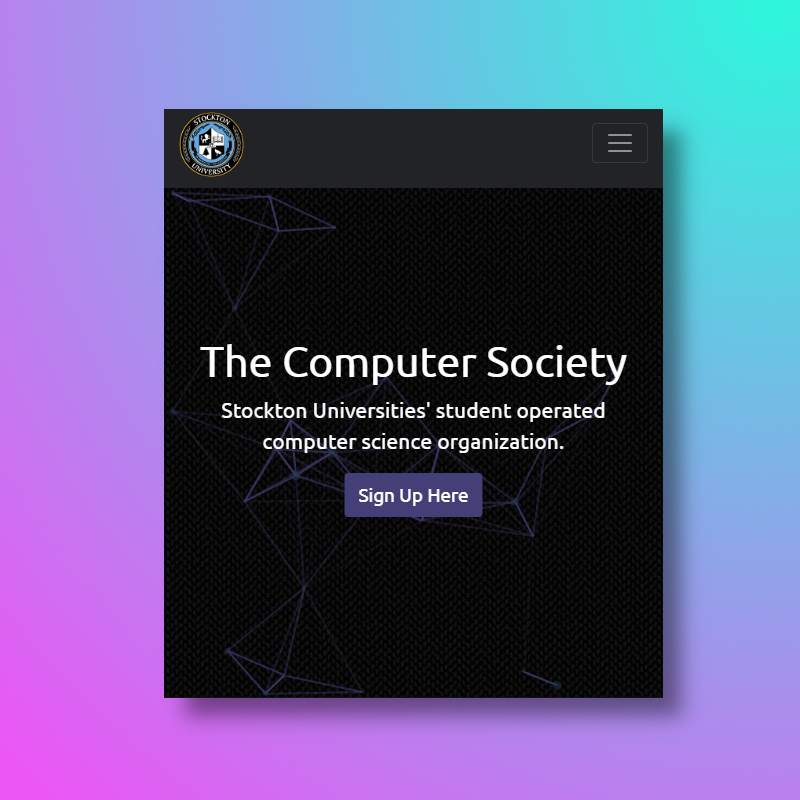 STOCKTON
UNIVERSITY
The Computer Society
Stockton Universities' student operated
computer science organization.
Sign Up Here